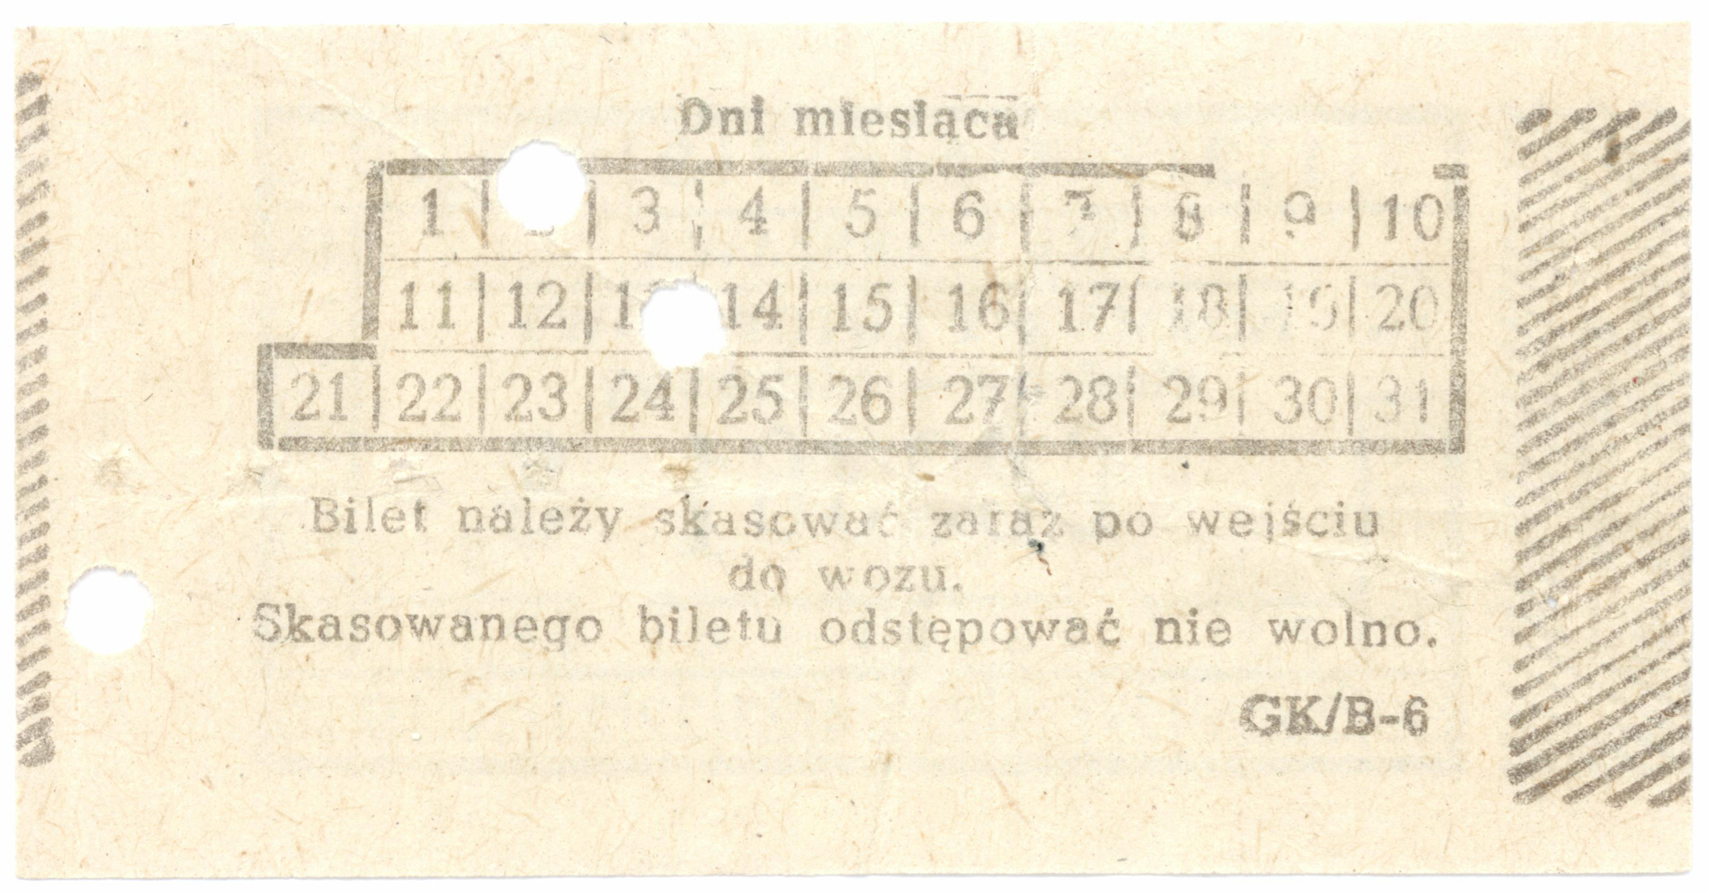 Dni miesiąca
1 | | 3 | 4 | 5 | 6 | 7 | 8 | 9 | 10
11 | 12 | | 14 | 15 | 16 | 17 | 18 | 19 | 20
21 | 22 | 23 | 24 | 25 | 26 | 27 | 28 | 29 | 30 | 31
Bilet należy skasować zaraz po wejściu
do wozu.
Skasowanego biletu odstępować nie wolno.
GK/B-6